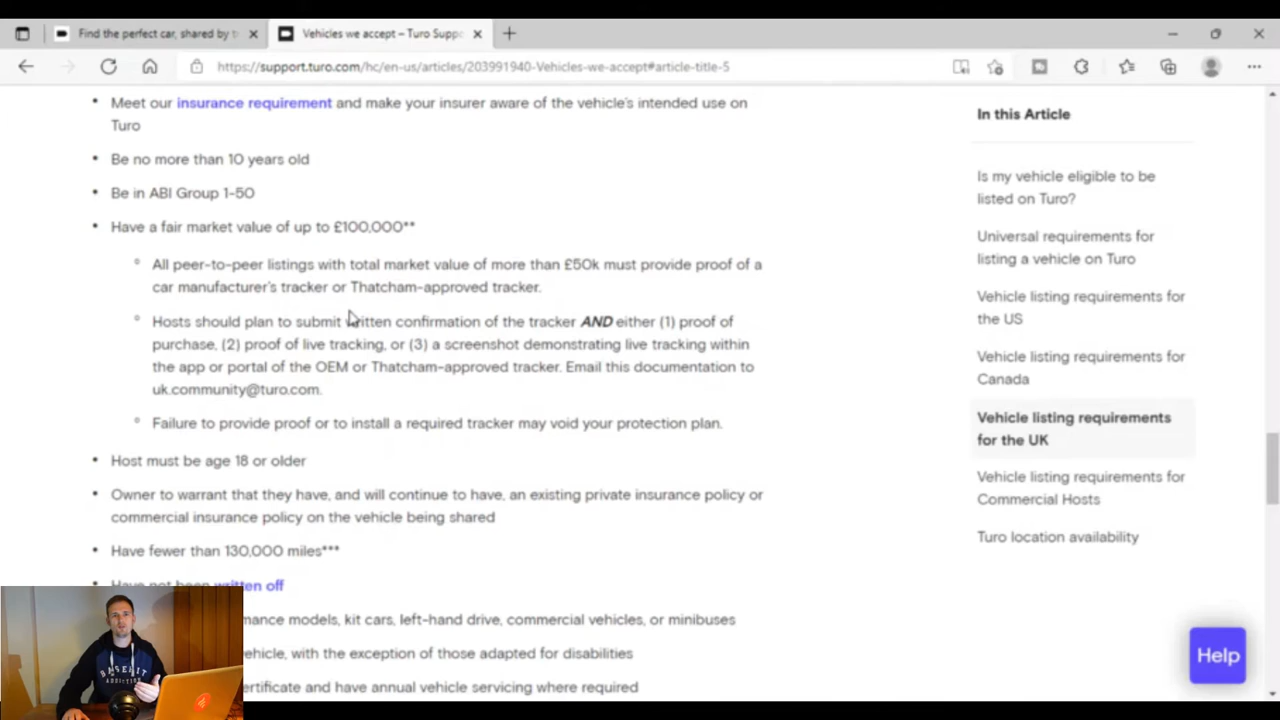 Find the perfect car, shared by t
Vehicles we accept – Turo Suppo
https://support.turo.com/hc/en-us/articles/203991940-Vehicles-we-accept#article-title-5
Meet our insurance requirement and make your insurer aware of the vehicle's intended use on
Turo
Be no more than 10 years old
Be in ABI Group 1-50
Have a fair market value of up to £100,000**
All peer-to-peer listings with total market value of more than £50k must provide proof of a
car manufacturer's tracker or Thatcham-approved tracker.
Hosts should plan to submit written confirmation of the tracker AND either (1) proof of
purchase, (2) proof of live tracking, or (3) a screenshot demonstrating live tracking within
the app or portal of the OEM or Thatcham-approved tracker. Email this documentation to
uk.community@turo.com.
Failure to provide proof or to install a required tracker may void your protection plan.
Host must be age 18 or older
Owner to warrant that they have, and will continue to have, an existing private insurance policy or
commercial insurance policy on the vehicle being shared
Have fewer than 130,000 miles***
Have not been written off
mance models, kit cars, left-hand drive, commercial vehicles, or minibuses
ehicle, with the exception of those adapted for disabilities
ertificate and have annual vehicle servicing where required
In this Article
Is my vehicle eligible to be
listed on Turo?
Universal requirements for
listing a vehicle on Turo
Vehicle listing requirements for
the US
Vehicle listing requirements for
Canada
Vehicle listing requirements
for the UK
Vehicle listing requirements for
Commercial Hosts
Turo location availability
Help